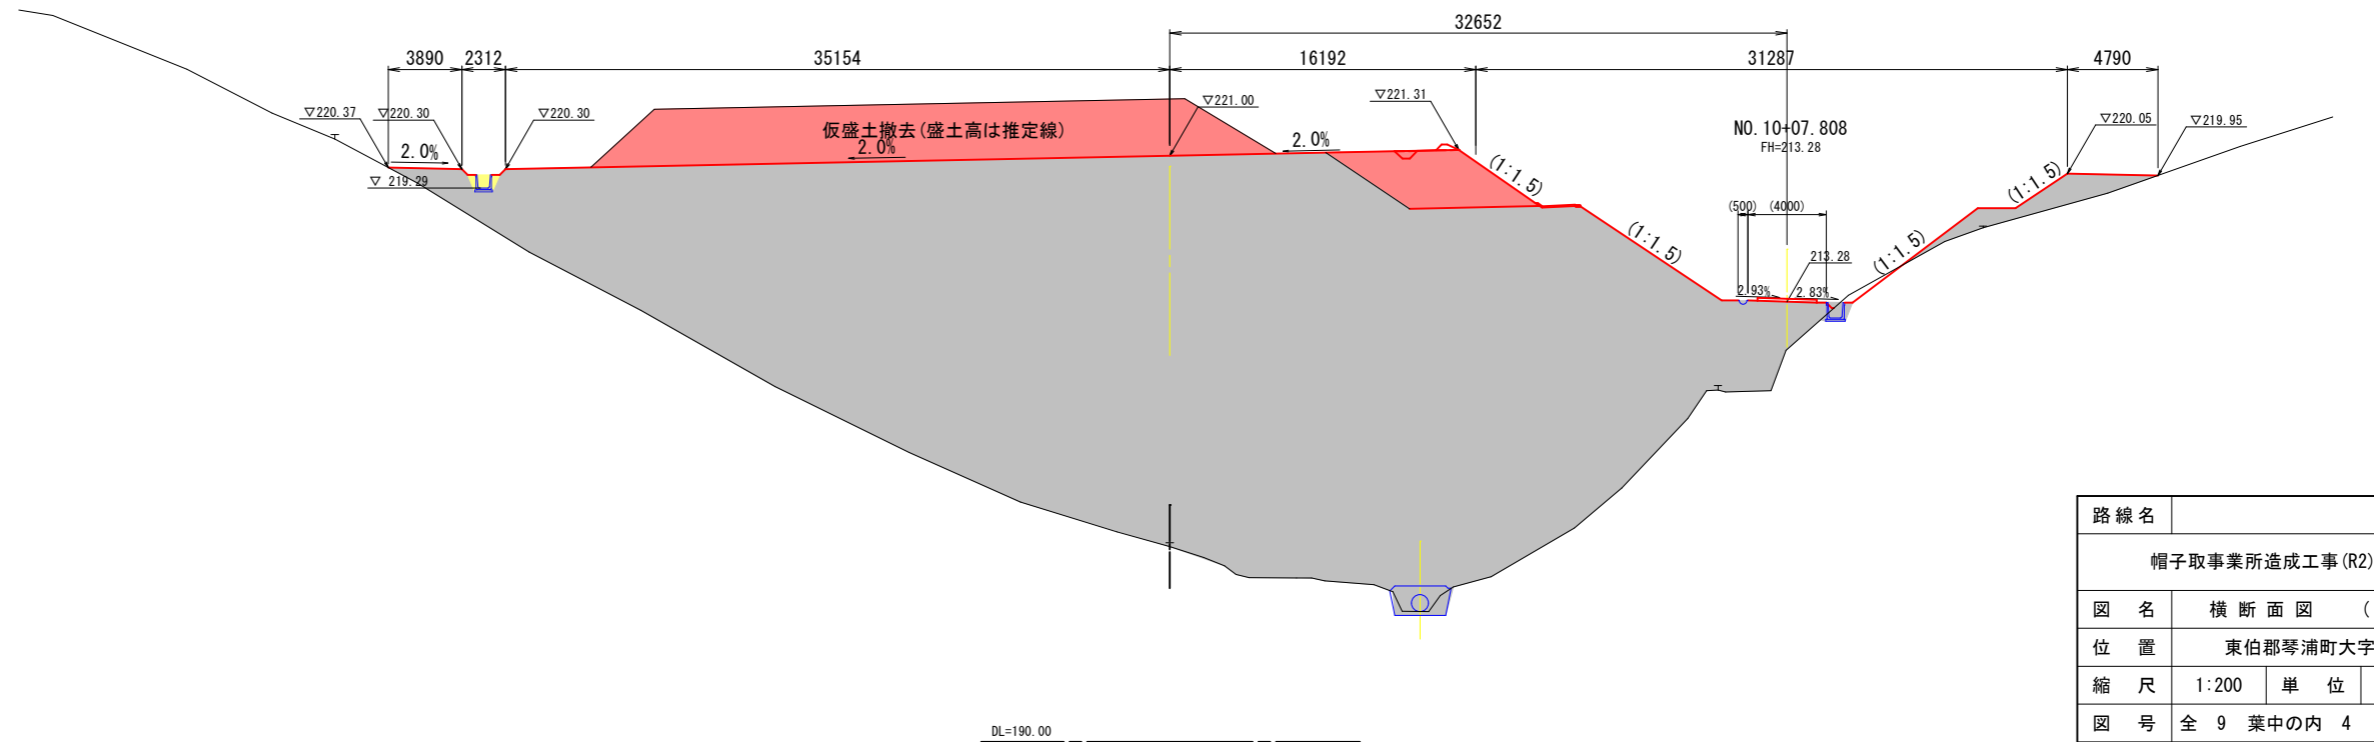 32652
3890
2312
35154
16192
31287
4790
▽220.37
▽220.30
▽220.30
▽221.00
▽221.31
▽220.05
▽219.95
仮盛土撤去(盛土高は推定線)
NO.10+07.808
FH=213.28
2.0%
2.0%
2.0%
▽ 219.29
(1:1.5)
(1:1.5)
(1:1.5)
(1:1.5)
(500)
(4000)
213.28
2.93%
2.83%
路線名
帽子取事業所造成工事(R2)
図 名
横断面図 (
位 置
東伯郡琴浦町大字
縮 尺
1:200
単 位
図 号
全 9 葉中の内 4
DL=190.00